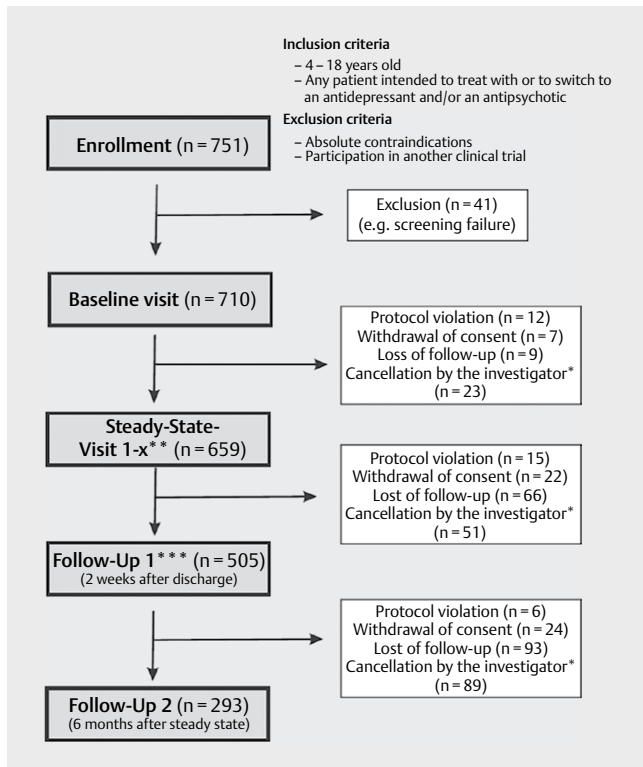 Inclusion criteria
– 4 – 18 years old
– Any patient intended to treat with or to switch to
an antidepressant and/or an antipsychotic
Exclusion criteria
– Absolute contraindications
– Participation in another clinical trial
Enrollment (n = 751)
Exclusion (n = 41)
(e.g. screening failure)
Baseline visit (n = 710)
Protocol violation (n = 12)
Withdrawal of consent (n = 7)
Loss of follow-up (n = 9)
Cancellation by the investigator*
(n = 23)
Steady-State-
Visit 1-x** (n = 659)
Protocol violation (n = 15)
Withdrawal of consent (n = 22)
Lost of follow-up (n = 66)
Cancellation by the investigator*
(n = 51)
Follow-Up 1*** (n = 505)
(2 weeks after discharge)
Protocol violation (n = 6)
Withdrawal of consent (n = 24)
Lost of follow-up (n = 93)
Cancellation by the investigator*
(n = 89)
Follow-Up 2 (n = 293)
(6 months after steady state)